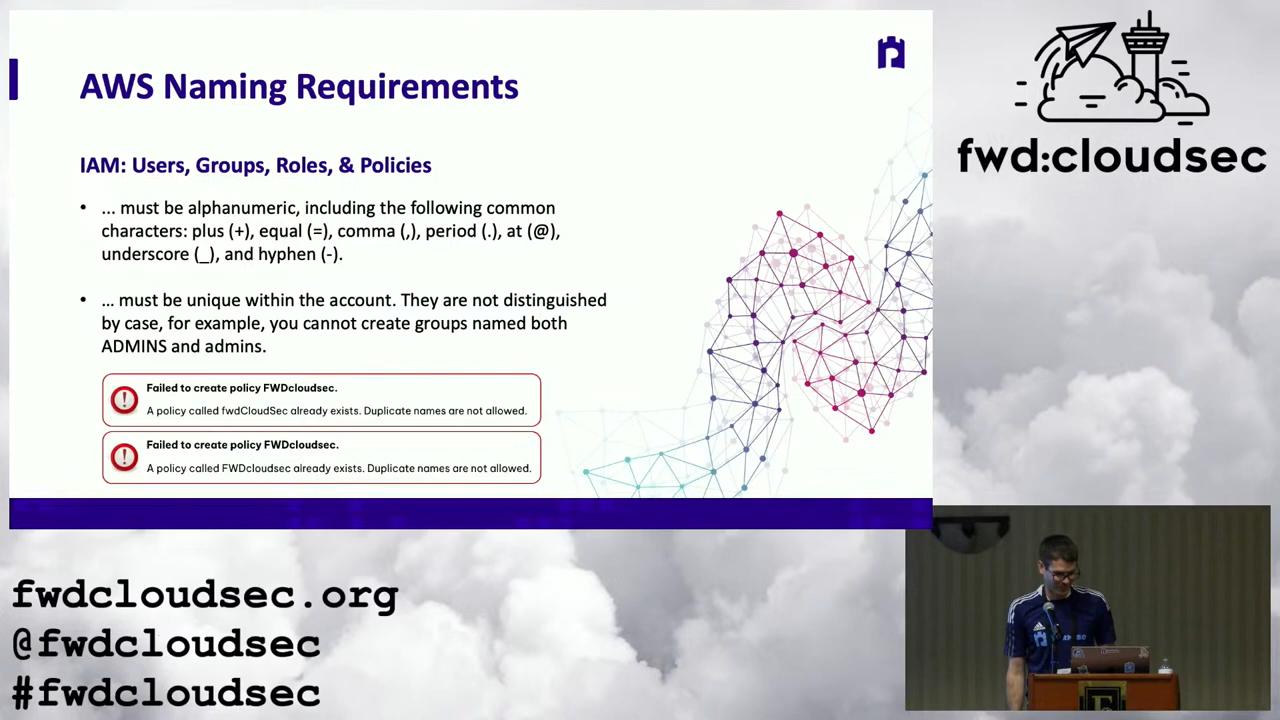 AWS Naming Requirements
IAM: Users, Groups, Roles, & Policies
• ... must be alphanumeric, including the following common
characters: plus (+), equal (=), comma (,), period (.), at (@),
underscore (_), and hyphen (-).
• … must be unique within the account. They are not distinguished
by case, for example, you cannot create groups named both
ADMINS and admins.
Failed to create policy FWDcloudsec.
A policy called fwdCloudSec already exists. Duplicate names are not allowed.
Failed to create policy FWDcloudsec.
A policy called FWDcloudsec already exists. Duplicate names are not allowed.
fwd:cloudsec
fwdcloudsec.org
@fwdcloudsec
#fwdcloudsec